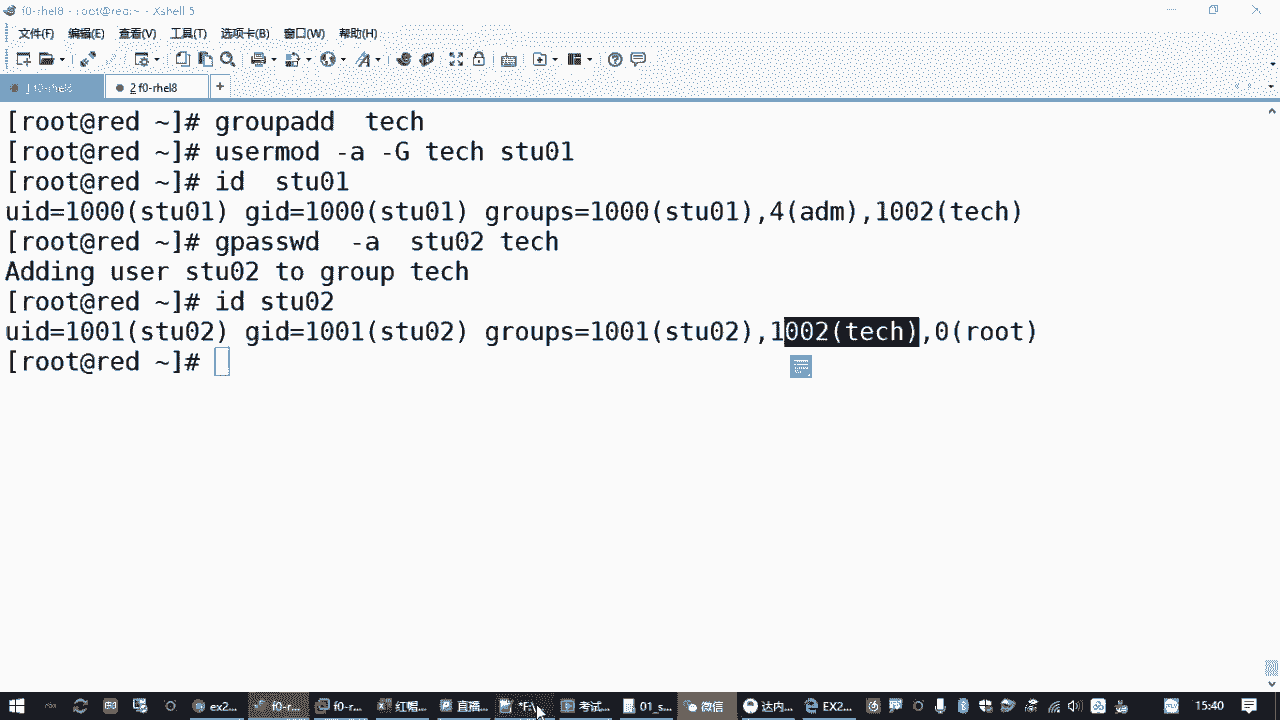 f0-rhel8 - root@red:~ - Xshell 5
文件(F) 编辑(E) 查看(V) 工具(T) 选项卡(B) 窗口(W) 帮助(H)
1 f0-rhel8 2 f0-rhel8 +
[root@red ~]# groupadd  tech
[root@red ~]# usermod -a -G tech stu01
[root@red ~]# id  stu01
uid=1000(stu01) gid=1000(stu01) groups=1000(stu01),4(adm),1002(tech)
[root@red ~]# gpasswd  -a  stu02 tech
Adding user stu02 to group tech
[root@red ~]# id stu02
uid=1001(stu02) gid=1001(stu02) groups=1001(stu02),1002(tech),0(root)
[root@red ~]#
ex2... f0-r... f0-r... 红帽... 直播... 考试... 01_s... 微信 达内... EX2... 15:40